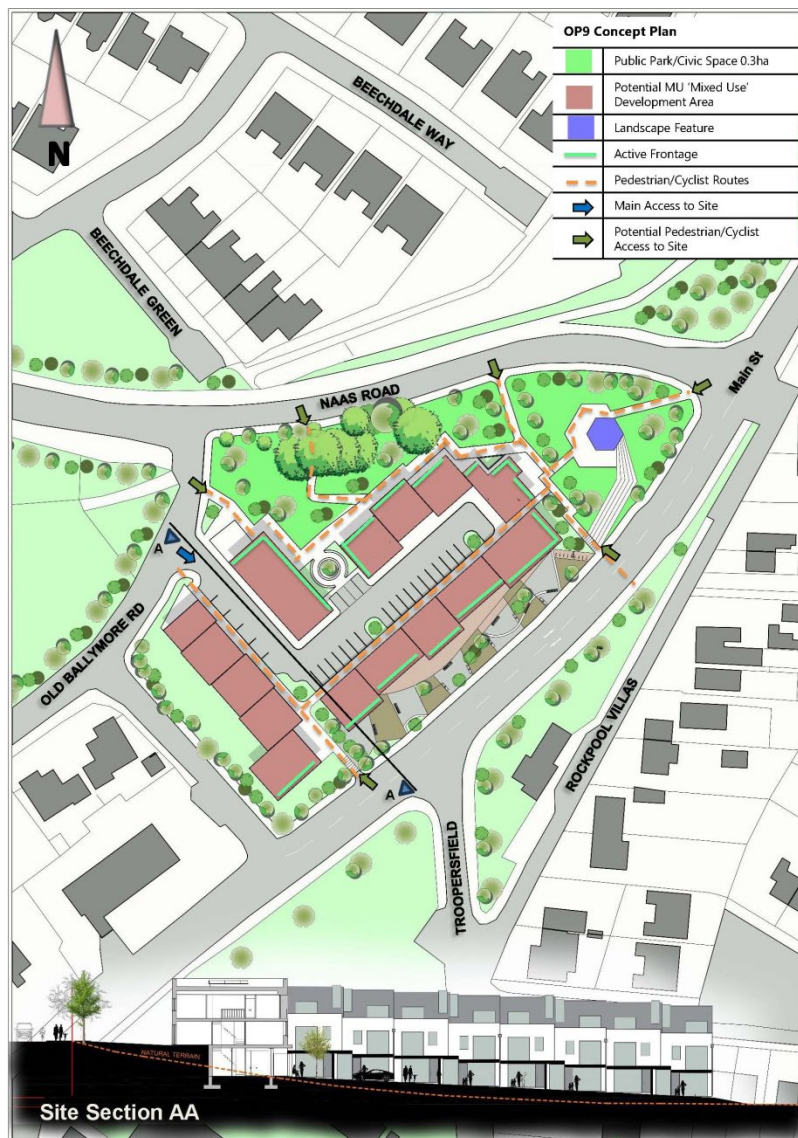 OP9 Concept Plan
Public Park/Civic Space 0.3ha
Potential MU 'Mixed Use'
Development Area
Landscape Feature
Active Frontage
Pedestrian/Cyclist Routes
Main Access to Site
Potential Pedestrian/Cyclist
Access to Site
N
BEECHDALE WAY
BEECHDALE GREEN
NAAS ROAD
Main St
A
OLD BALLYMORE RD
ROCKPOOL VILLAS
A
TROOPERSFIELD
NATURAL TERRAIN
Site Section AA